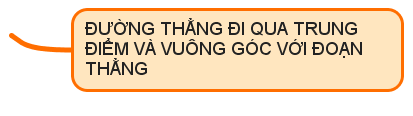 ĐƯỜNG THẲNG ĐI QUA TRUNG
ĐIỂM VÀ VUÔNG GÓC VỚI ĐOẠN
THẲNG